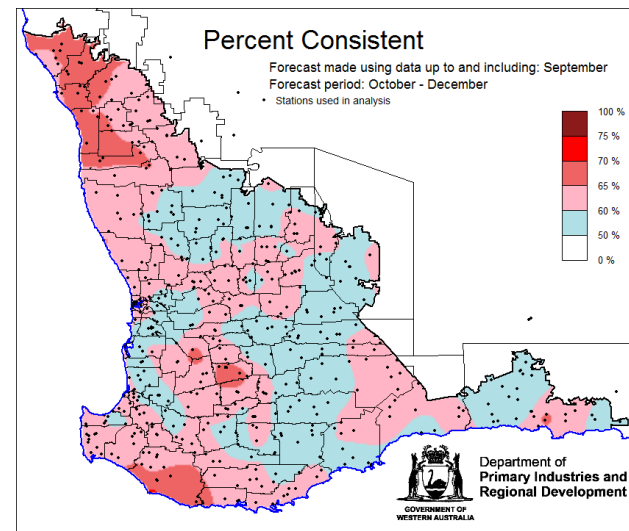 Percent Consistent
Forecast made using data up to and including: September
Forecast period: October - December
• Stations used in analysis
100 %
75 %
70 %
65 %
60 %
50 %
0 %
GOVERNMENT OF
WESTERN AUSTRALIA
Department of
Primary Industries and
Regional Development